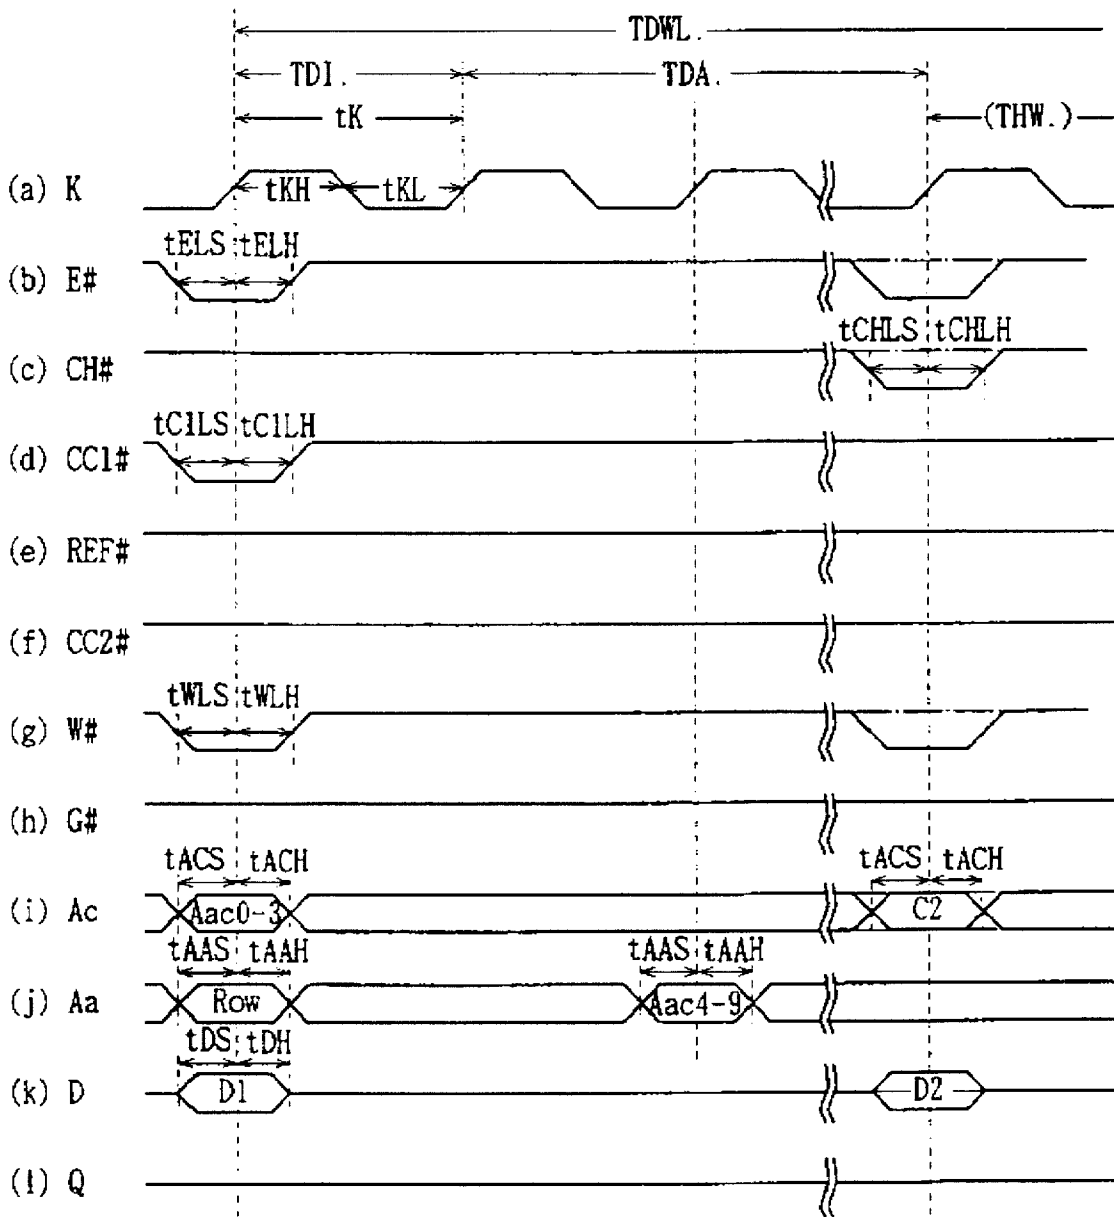 TDWL.
TDI. TDA.
tK (THW.)
(a) K tKH tKL
tELS tELH
(b) E#
tCHLS tCHLH
(c) CH#
tC1LS tC1LH
(d) CC1#
(e) REF#
(f) CC2#
tWLS tWLH
(g) W#
(h) G#
tACS tACH tACS tACH
(i) Ac Aac0-3 C2
tAAS tAAH tAAS tAAH
(j) Aa Row Aac4-9
tDS tDH
(k) D D1 D2
(l) Q